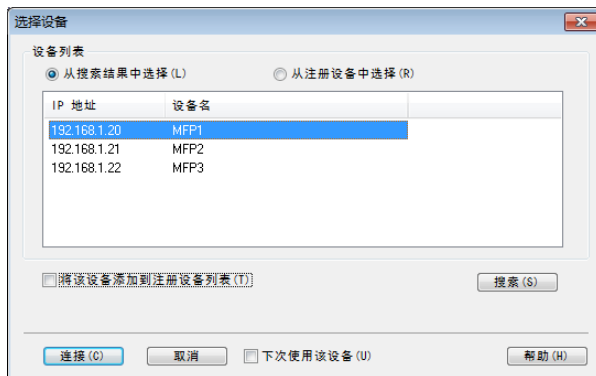 选择设备
设备列表
从搜索结果中选择(L) 从注册设备中选择(R)
IP 地址 设备名
192.168.1.20 MFP1
192.168.1.21 MFP2
192.168.1.22 MFP3
将该设备添加到注册设备列表(T) 搜索(S)
连接(C) 取消 下次使用该设备(U) 帮助(H)